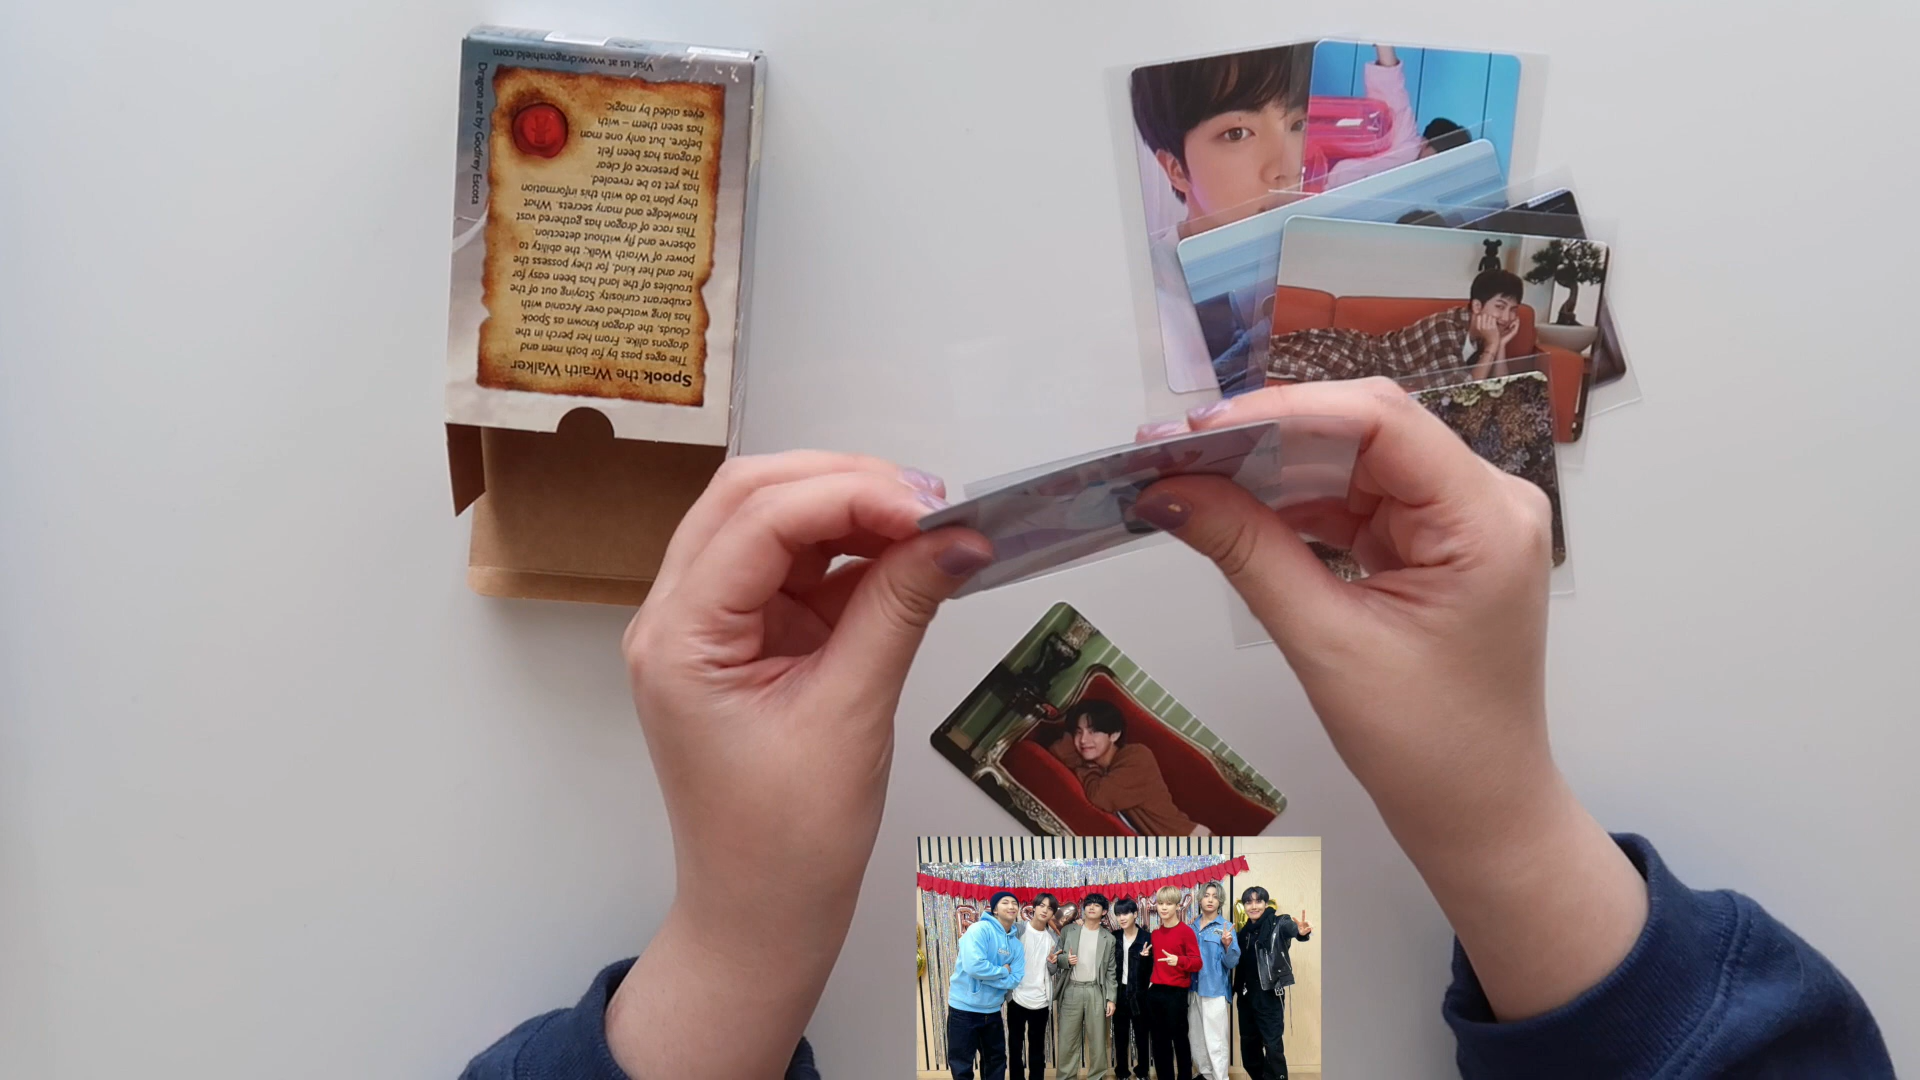 Spook the Wraith Walker
The ages pass by for both men and
dragons alike. From her perch in the
clouds, the dragon known as Spook
has long watched over Arcania with
exuberant curiosity. Staying out of the
troubles of the land has been easy for
her and her kind, for they possess the
power of Wraith Walk; the ability to
observe and fly without detection.
This race of dragon has gathered vast
knowledge and many secrets. What
they plan to do with this information
has yet to be revealed.
The presence of clear
dragons has been felt
before, but only one man
has seen them – with
eyes aided by magic.
Dragon art by Godfrey Escota
Visit us at www.dragonshield.com